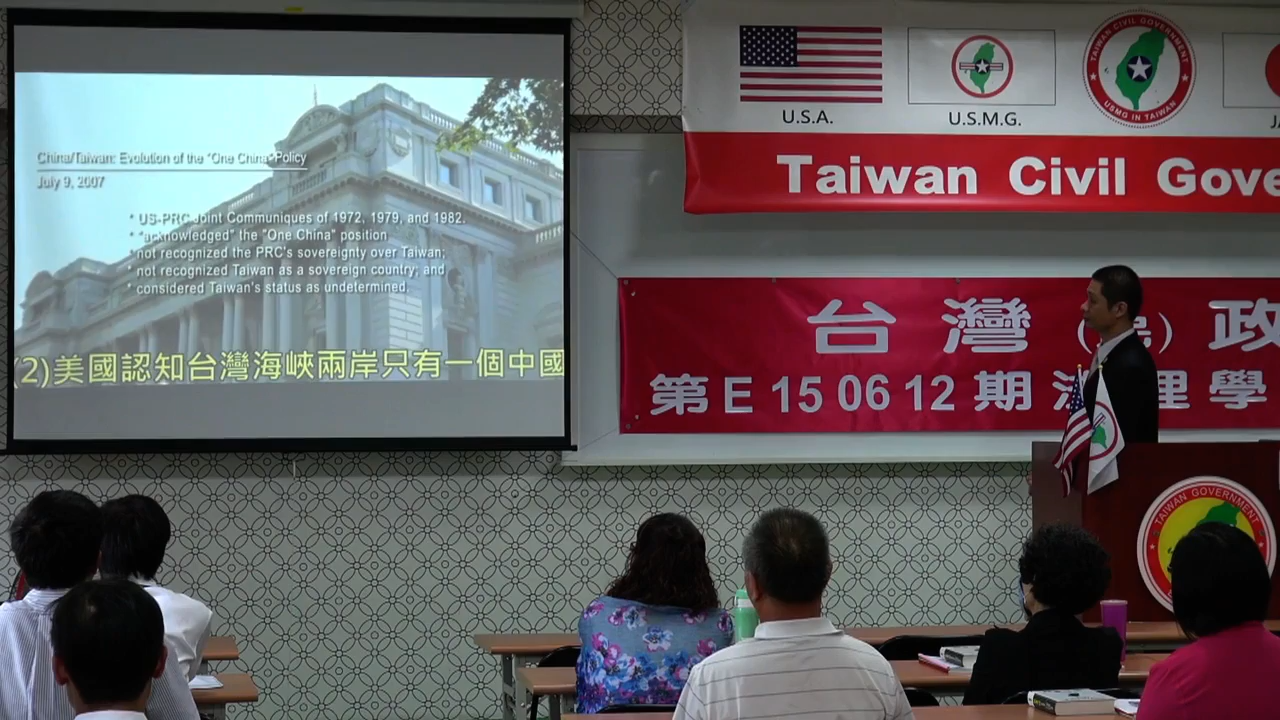 China/Taiwan: Evolution of the "One China" Policy
July 9, 2007
* US-PRC Joint Communiques of 1972, 1979, and 1982.
* "acknowledged" the "One China" position
* not recognized the PRC's sovereignty over Taiwan;
* not recognized Taiwan as a sovereign country; and
* considered Taiwan's status as undetermined.
(2)美國認知台灣海峽兩岸只有一個中國
U.S.A.
U.S.M.G.
TAIWAN CIVIL GOVERNMENT
USMG IN TAIWAN
JA
Taiwan Civil Gove
台灣(民)政
第E 15 06 12 期法理學
TAIWAN GOVERNMENT